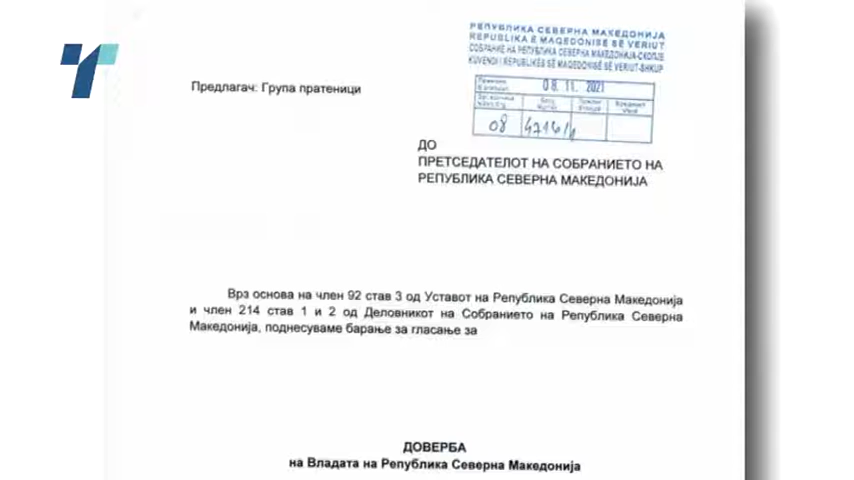 РЕПУБЛИКА СЕВЕРНА МАКЕДОНИЈА
REPUBLIKA E MAQEDONISË SË VERIUT
СОБРАНИЕ НА РЕПУБЛИКА СЕВЕРНА МАКЕДОНИЈА-СКОПЈЕ
KUVENDI I REPUBLIKËS SË MAQEDONISË SË VERIUT-SHKUP
08. 11. 2021
08 4716/1
Предлагач: Група пратеници
ДО
ПРЕТСЕДАТЕЛОТ НА СОБРАНИЕТО НА
РЕПУБЛИКА СЕВЕРНА МАКЕДОНИЈА
Врз основа на член 92 став 3 од Уставот на Република Северна Македонија
и член 214 став 1 и 2 од Деловникот на Собранието на Република Северна
Македонија, поднесуваме барање за гласање за
ДОВЕРБА
на Владата на Република Северна Македонија